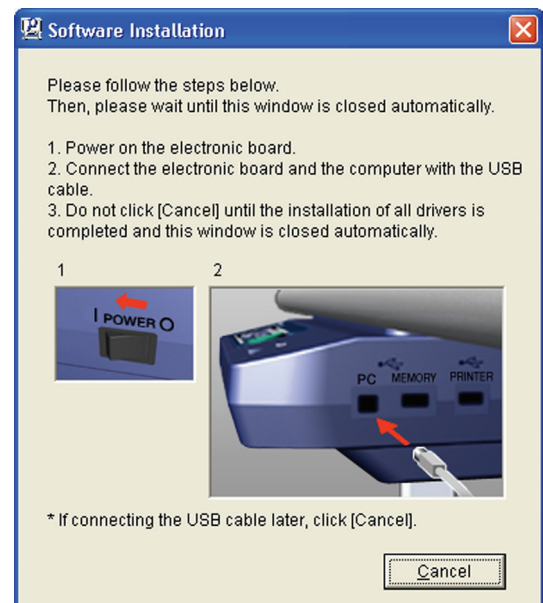 Software Installation
Please follow the steps below.
Then, please wait until this window is closed automatically.
1. Power on the electronic board.
2. Connect the electronic board and the computer with the USB
cable.
3. Do not click [Cancel] until the installation of all drivers is
completed and this window is closed automatically.
1 2
I POWER O
PC MEMORY PRINTER
* If connecting the USB cable later, click [Cancel].
Cancel